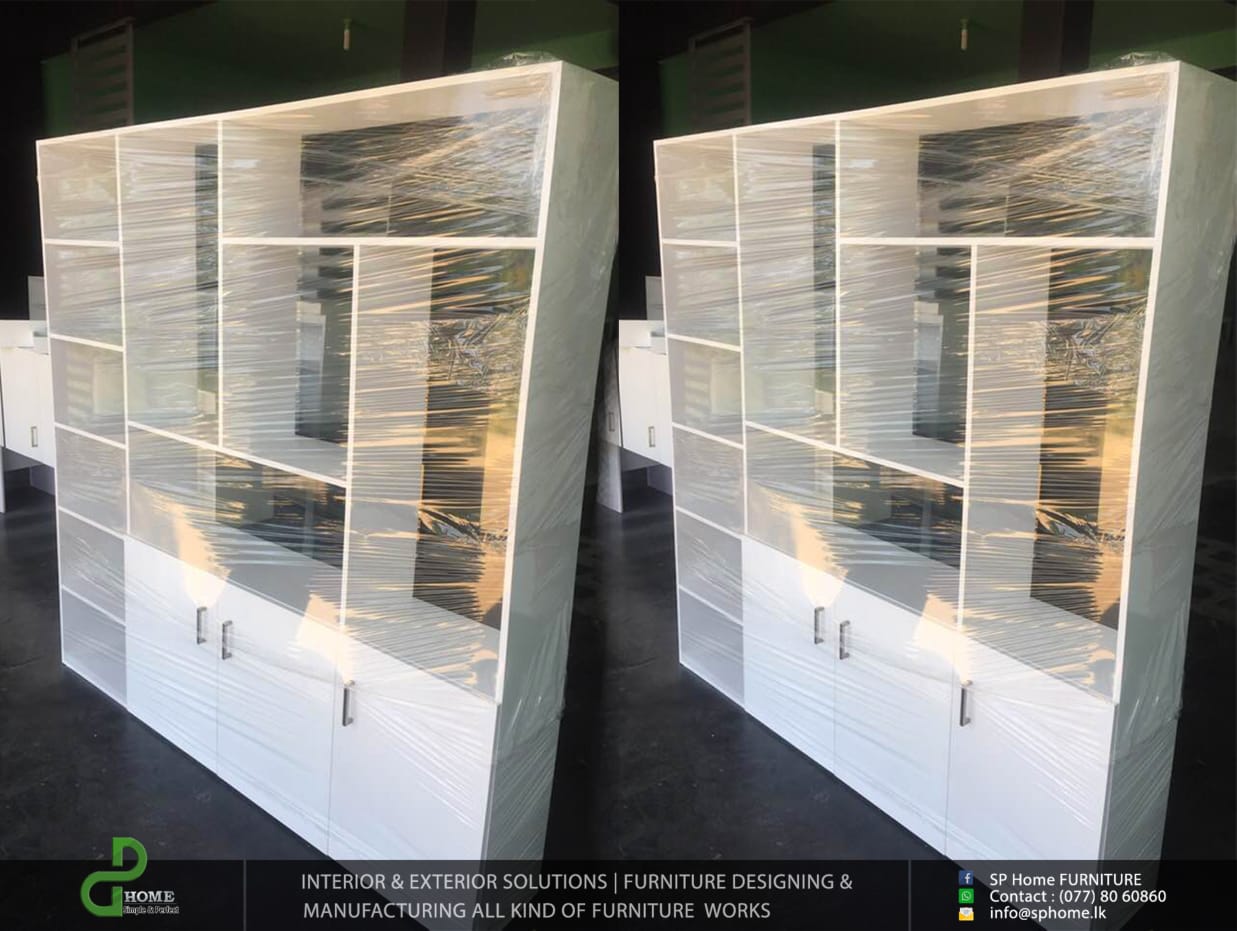 HOME
Simple & Perfect
INTERIOR & EXTERIOR SOLUTIONS | FURNITURE DESIGNING &
MANUFACTURING ALL KIND OF FURNITURE WORKS
SP Home FURNITURE
Contact : (077) 80 60860
info@sphome.lk